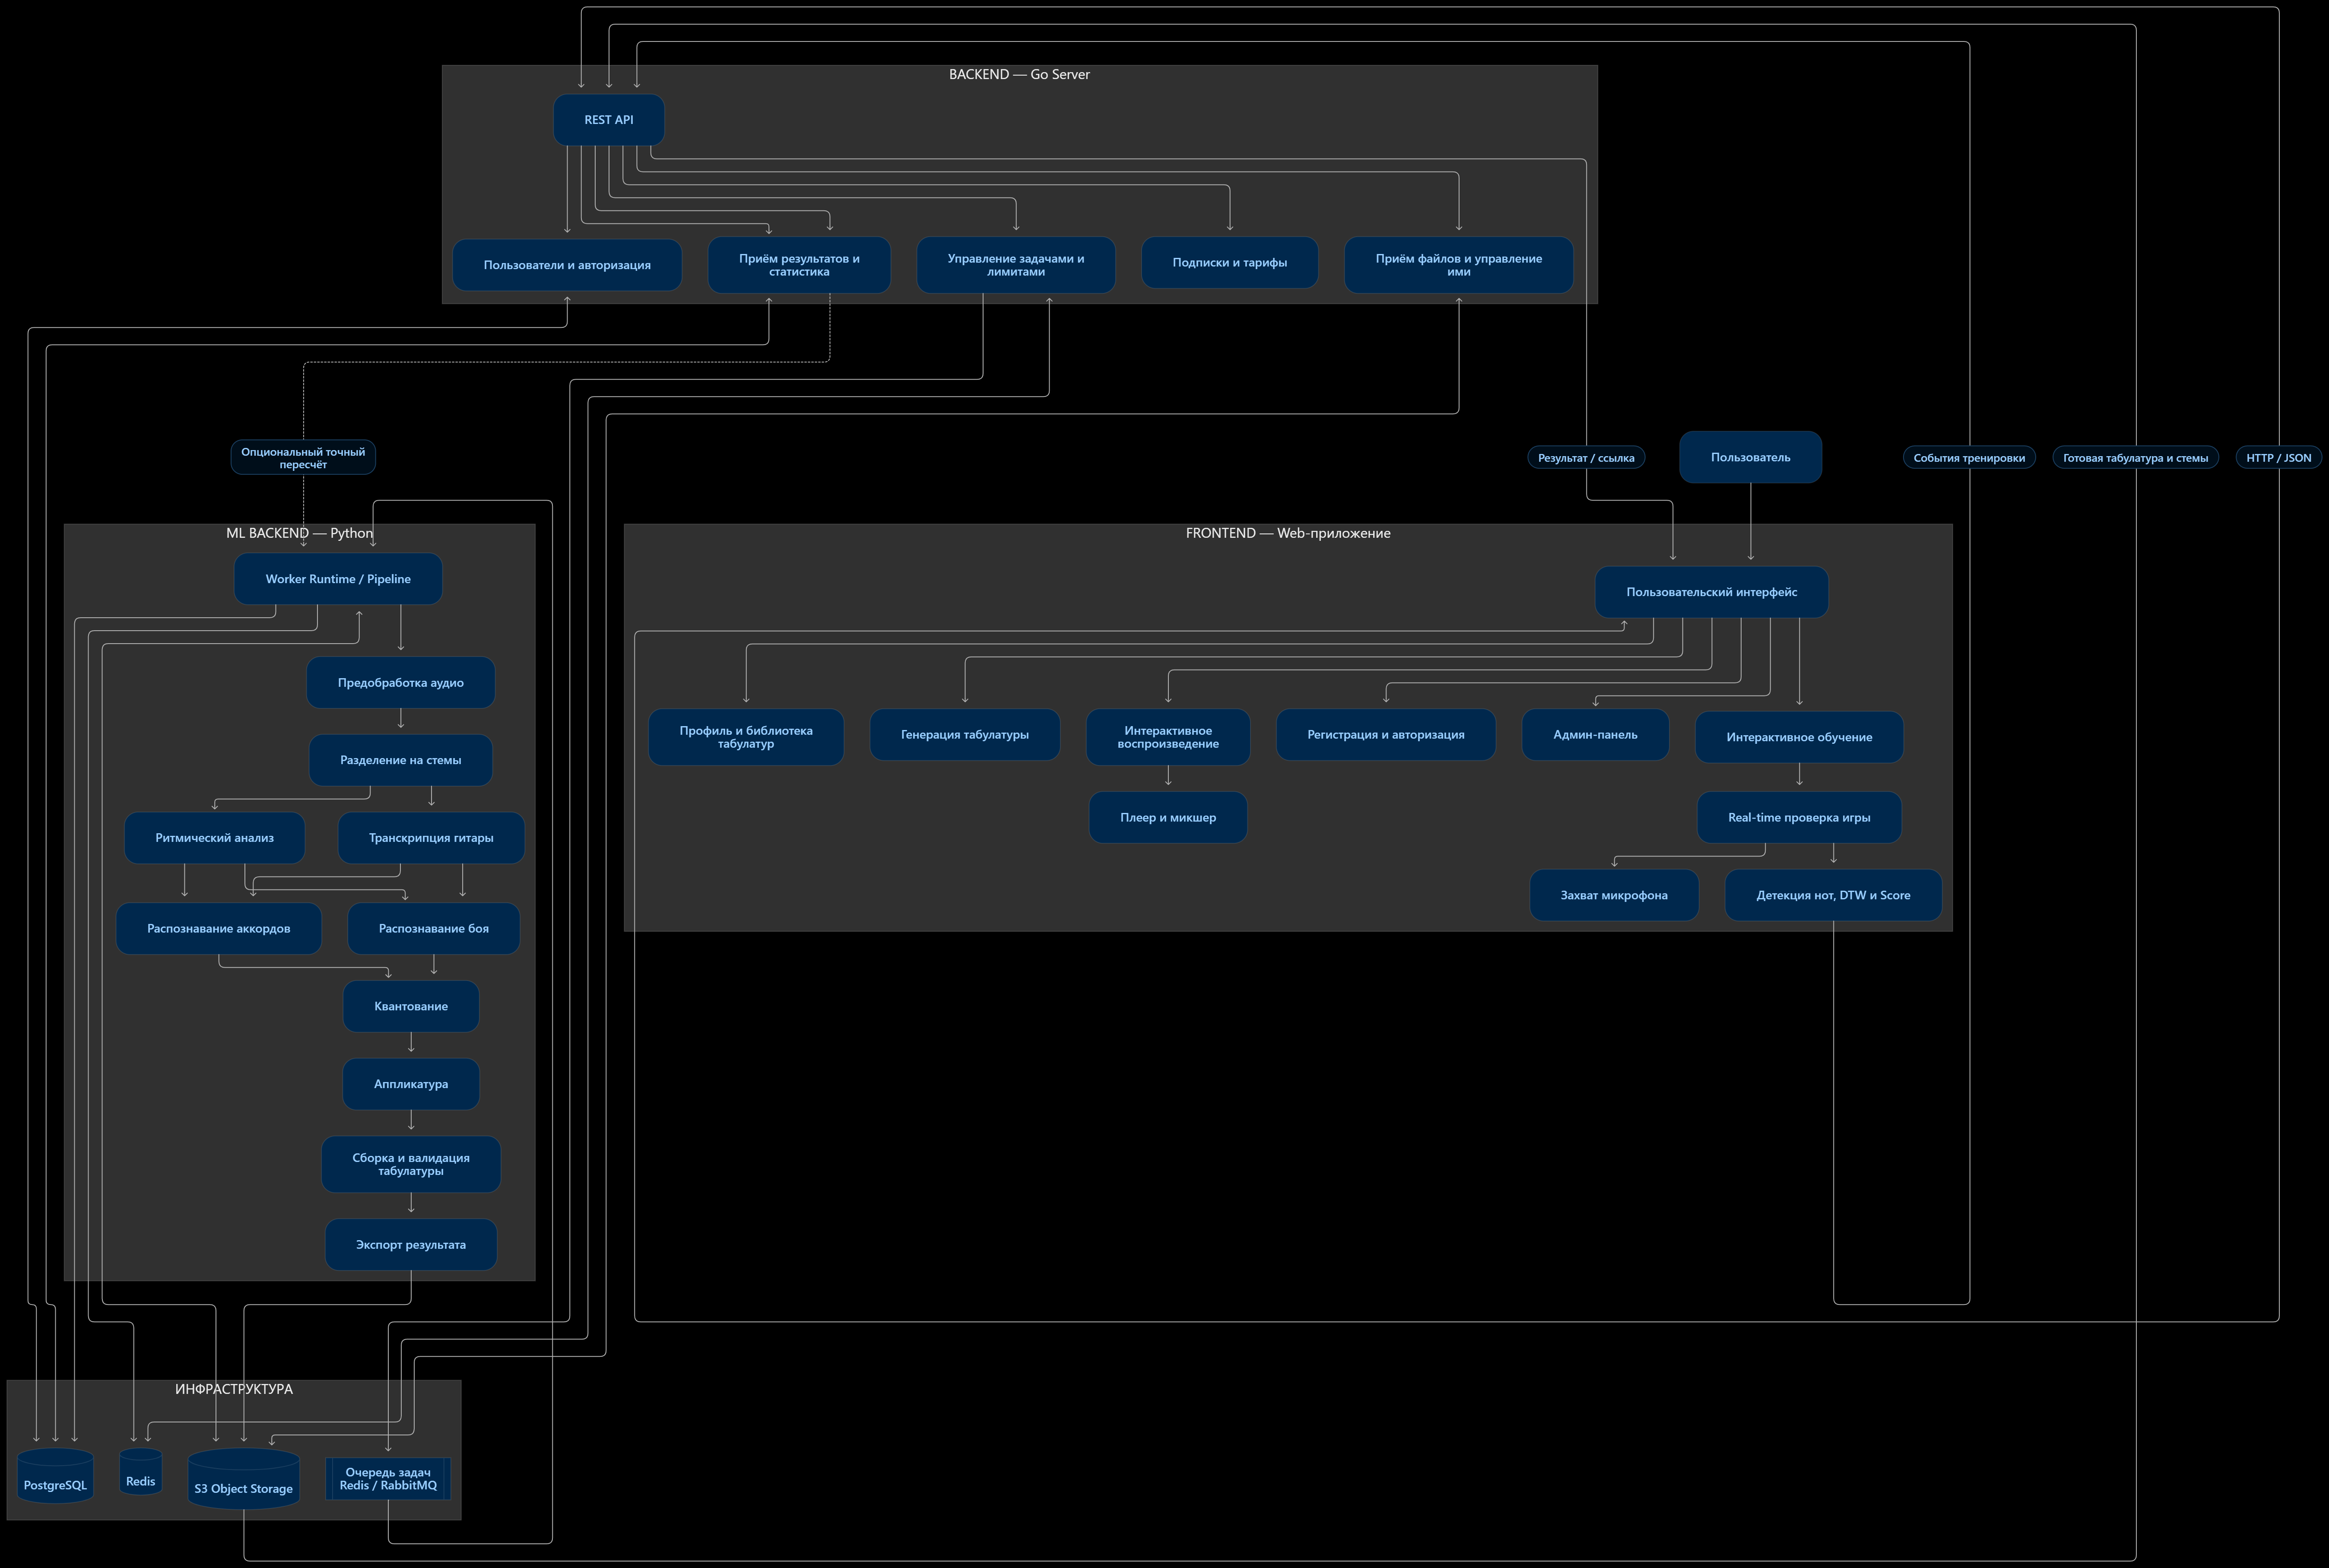 BACKEND — Go Server
REST API
Пользователи и авторизация
Приём результатов и
статистика
Управление задачами и
лимитами
Подписки и тарифы
Приём файлов и управление
ими
Опциональный точный
пересчёт
Результат / ссылка
Пользователь
События тренировки
Готовая табулатура и стемы
HTTP / JSON
ML BACKEND — Python
Worker Runtime / Pipeline
Предобработка аудио
Разделение на стемы
Ритмический анализ
Транскрипция гитары
Распознавание аккордов
Распознавание боя
Квантование
Аппликатура
Сборка и валидация
табулатуры
Экспорт результата
FRONTEND — Web-приложение
Пользовательский интерфейс
Профиль и библиотека
табулатур
Генерация табулатуры
Интерактивное
воспроизведение
Регистрация и авторизация
Админ-панель
Интерактивное обучение
Плеер и микшер
Real-time проверка игры
Захват микрофона
Детекция нот, DTW и Score
ИНФРАСТРУКТУРА
PostgreSQL
Redis
S3 Object Storage
Очередь задач
Redis / RabbitMQ